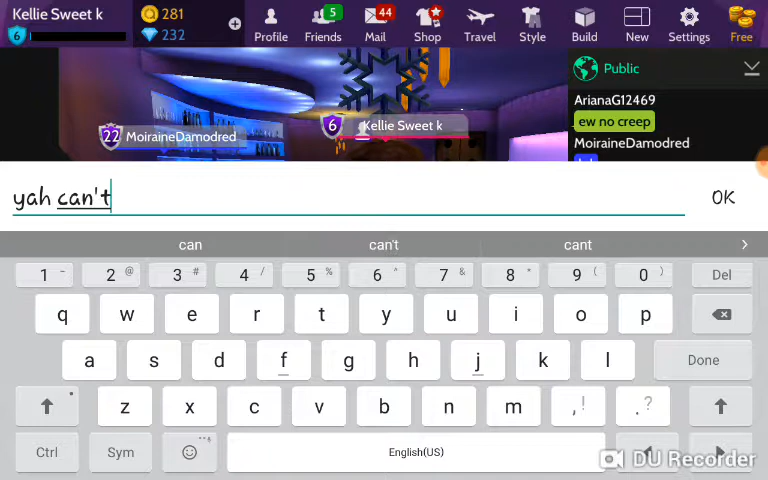 Kellie Sweet k
6
281
232
Profile
5
Friends
44
Mail
Shop
Travel
Style
Build
New
Settings
Free
22 MoiraineDamodred
6 Kellie Sweet k
Public
ArianaG12469
ew no creep
MoiraineDamodred
yah can't
OK
can can't cant
1 - 2 @ 3 # 4 / 5 % 6 ^ 7 & 8 * 9 ( 0 ) Del
q w e r t y u i o p
a s d f g h j k l Done
z x c v b n m , ! . ?
Ctrl Sym English(US)
DU Recorder